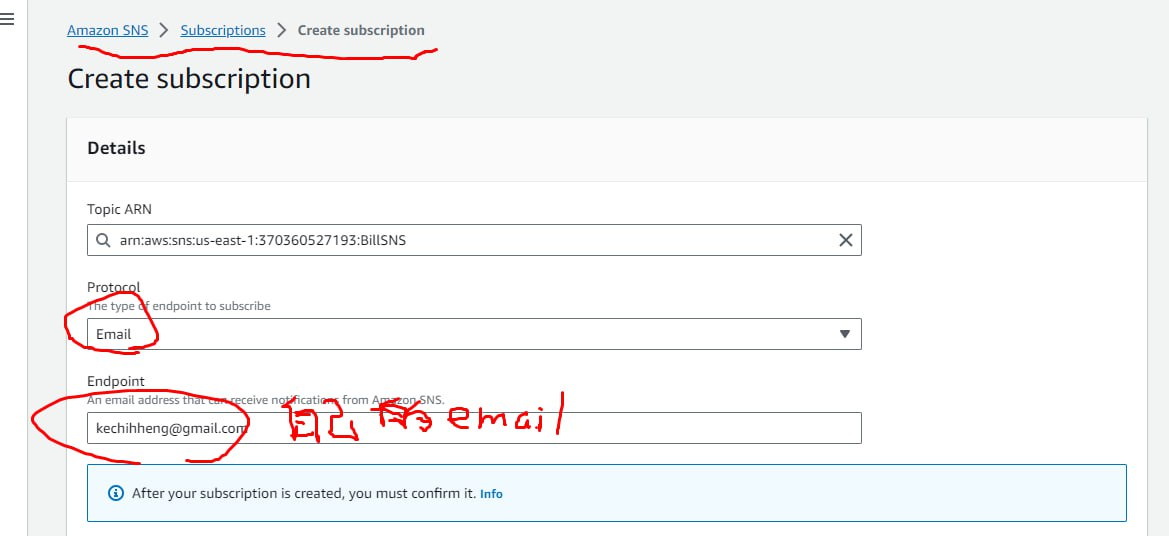 Amazon SNS > Subscriptions > Create subscription
Create subscription
Details
Topic ARN
arn:aws:sns:us-east-1:370360527193:BillSNS
Protocol
The type of endpoint to subscribe
Email
Endpoint
An email address that can receive notifications from Amazon SNS.
kechihheng@gmail.com
自己的email
After your subscription is created, you must confirm it. Info